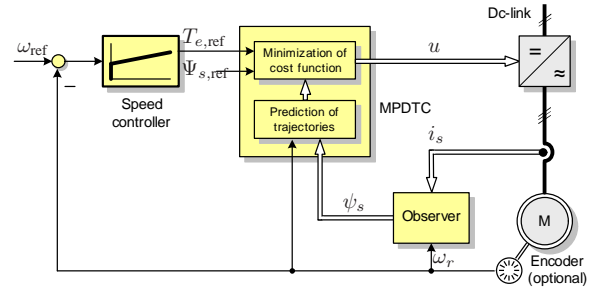 Dc-link
ω_ref
T_e,ref
Ψ_s,ref
−
Speed
controller
Minimization of
cost function
Prediction of
trajectories
MPDTC
u
=
≈
i_s
ψ_s
Observer
ω_r
M
Encoder
(optional)